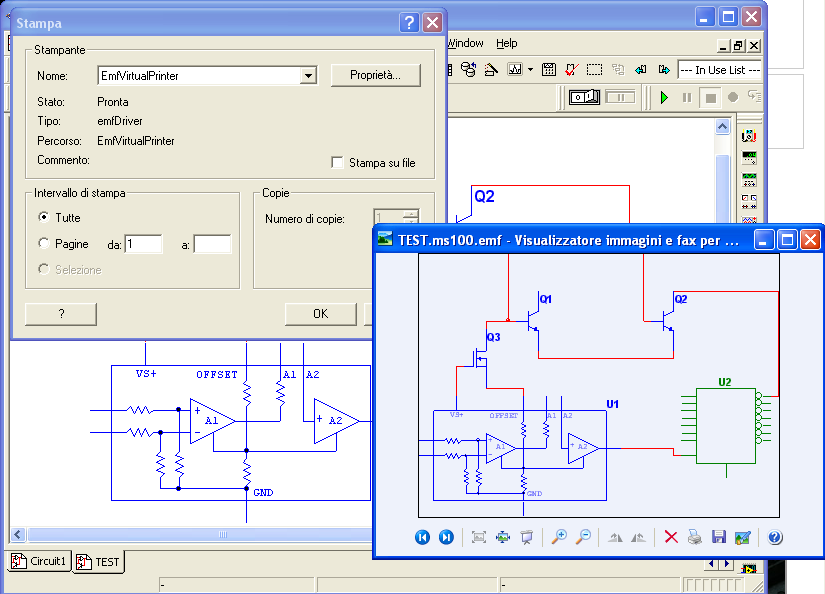 Stampa
Stampante
Nome:
EmfVirtualPrinter
Proprietà...
Stato:
Pronta
Tipo:
emfDriver
Percorso:
EmfVirtualPrinter
Commento:
Stampa su file
Intervallo di stampa
Tutte
Pagine
da:
1
a:
Selezione
Copie
Numero di copie:
1
?
OK
Window Help
--- In Use List ---
Q2
TEST.ms100.emf - Visualizzatore immagini e fax per ...
Q1
Q2
Q3
U2
U1
VS+
OFFSET
A1
A2
+
A1
-
+
A2
GND
VS+
OFFSET
A1
A2
+
A1
-
+
A2
GND
Circuit1
TEST
-
-